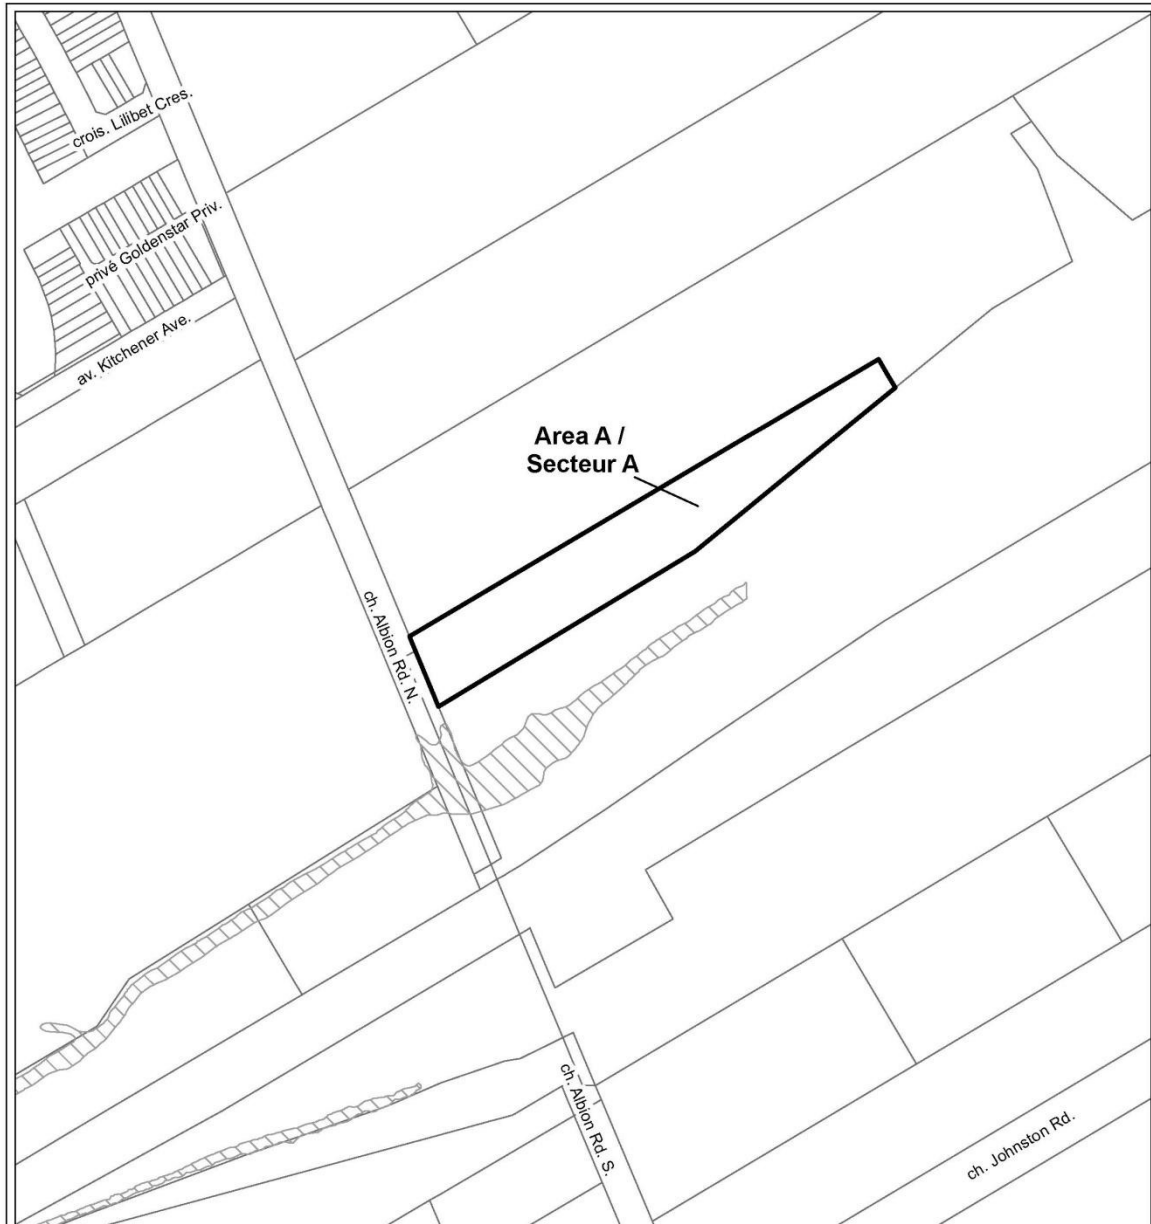 crois. Lilibet Cres.
privé Goldenstar Priv.
av. Kitchener Ave.
Area A /
Secteur A
ch. Albion Rd. N.
ch. Albion Rd. S.
ch. Johnston Rd.